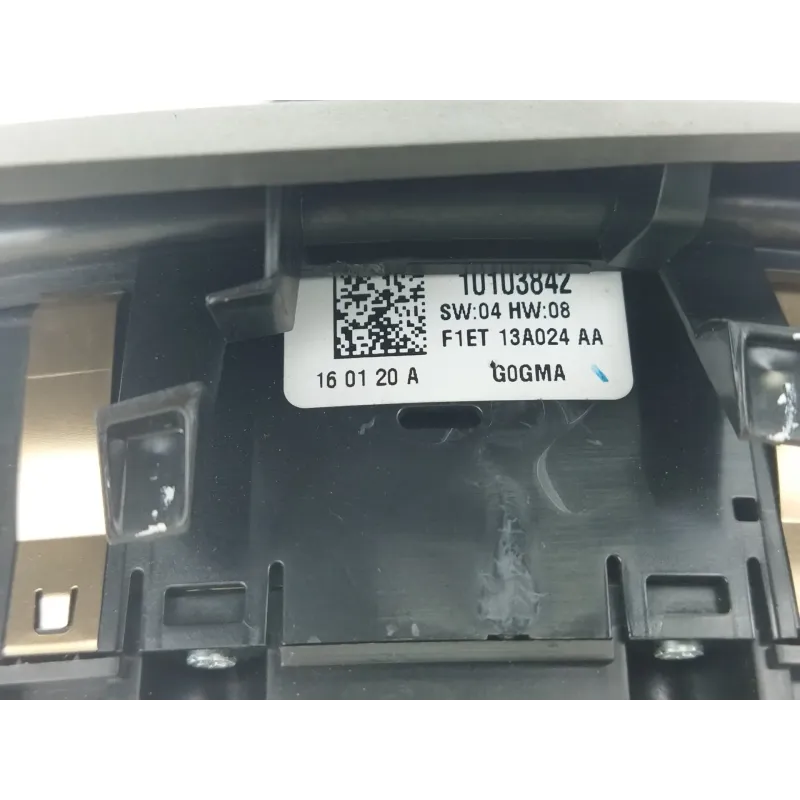 10103842
SW:04 HW:08
F1ET 13A024 AA
16 01 20 A G0GMA